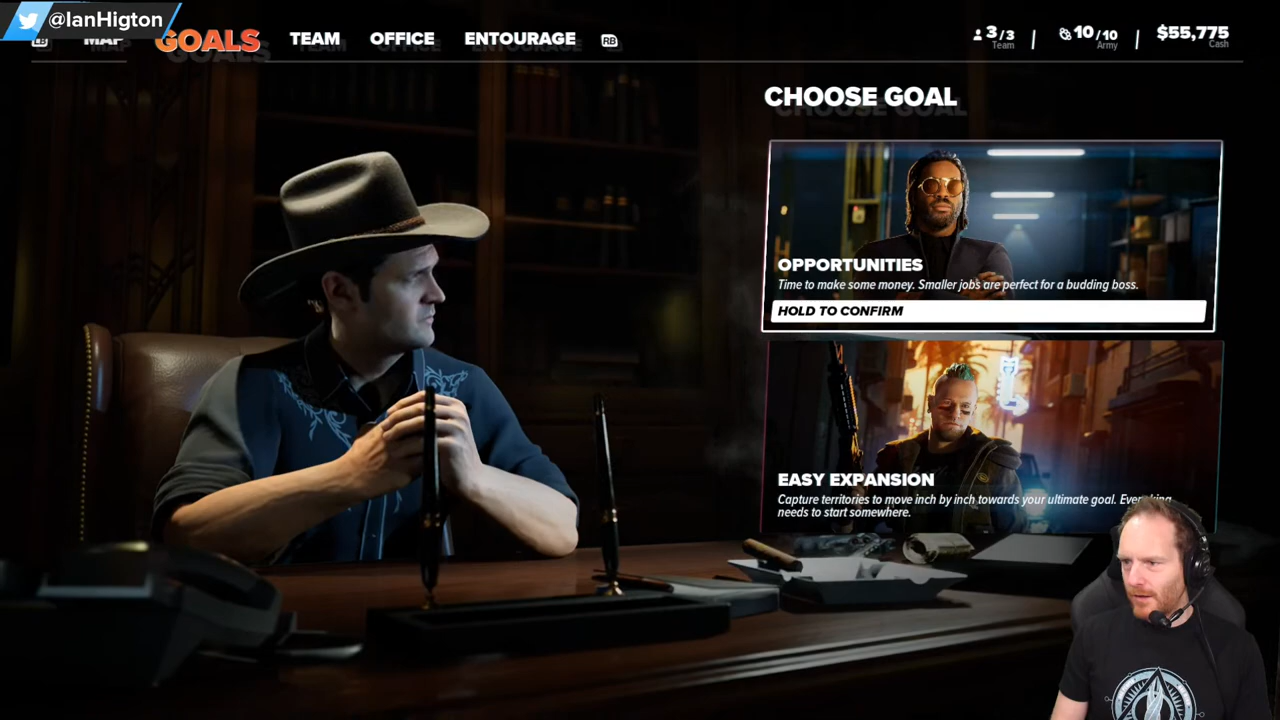 @IanHigton
LB MAP GOALS TEAM OFFICE ENTOURAGE RB
3/3 Team
10/10 Army
$55,775 Cash
CHOOSE GOAL
OPPORTUNITIES
Time to make some money. Smaller jobs are perfect for a budding boss.
HOLD TO CONFIRM
EASY EXPANSION
Capture territories to move inch by inch towards your ultimate goal.
needs to start somewhere.